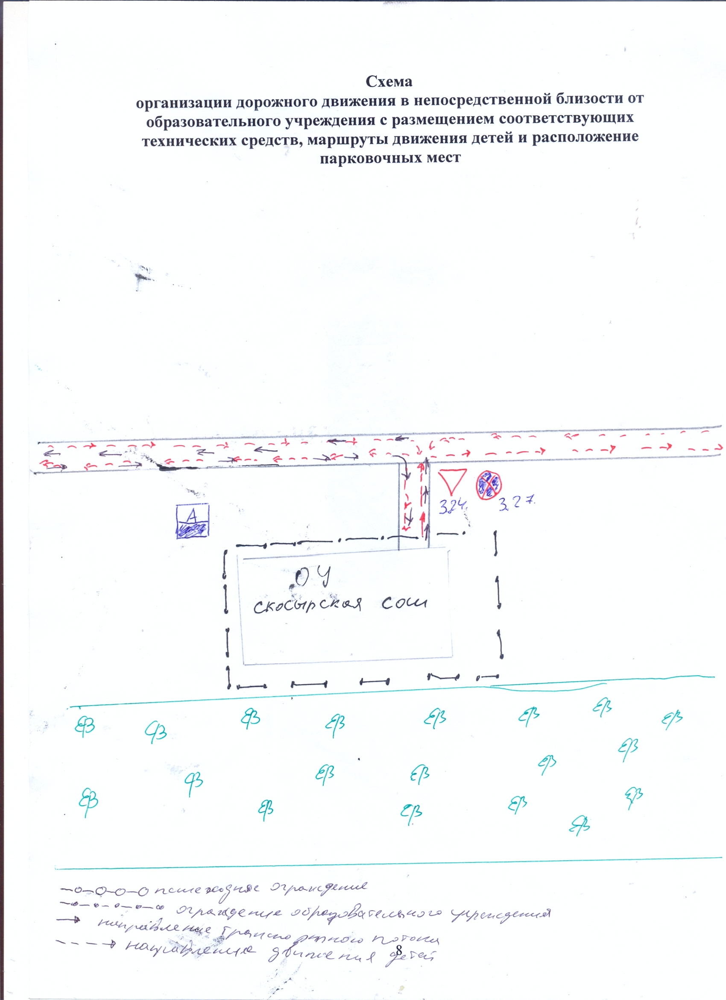 Схема
организации дорожного движения в непосредственной близости от
образовательного учреждения с размещением соответствующих
технических средств, маршруты движения детей и расположение
парковочных мест
А
3.24.
3.27.
ОУ
скосырская сош
пешеходное ограждение
ограждение образовательного учреждения
направление транспортного потока
направление движения детей
8